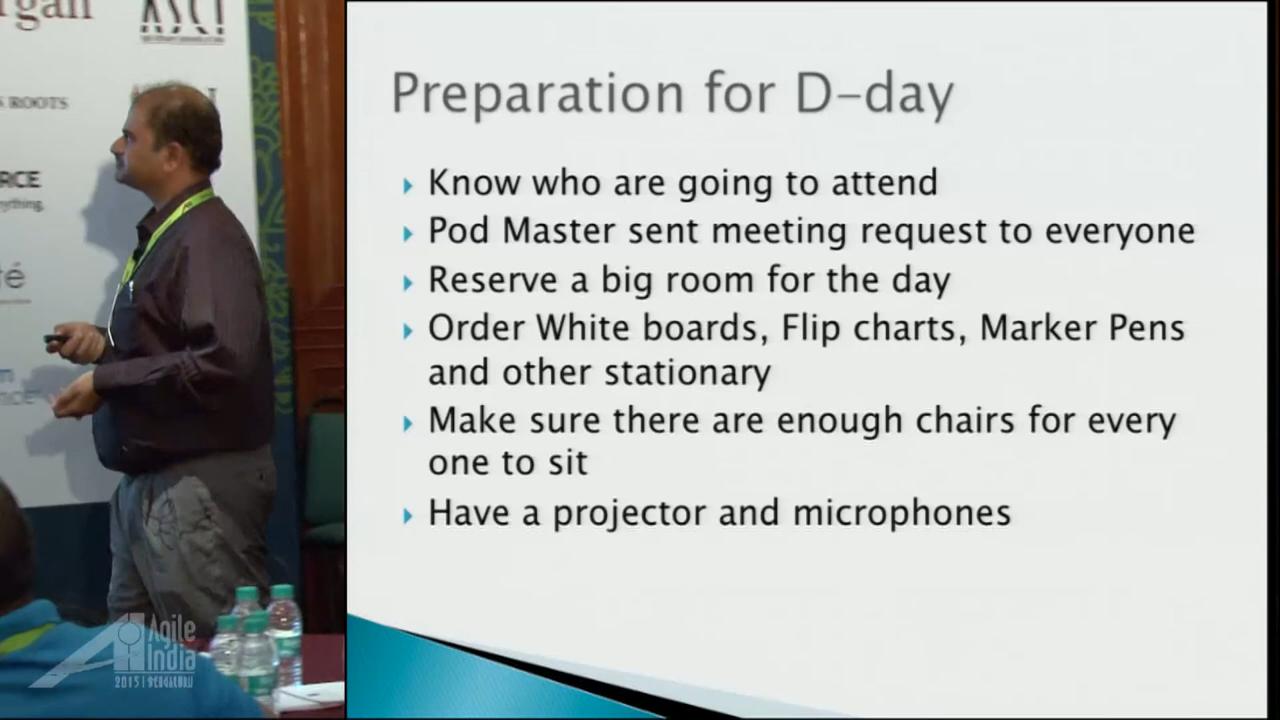 ASCI
ROOTS
RCE
Preparation for D-day
Know who are going to attend
Pod Master sent meeting request to everyone
Reserve a big room for the day
Order White boards, Flip charts, Marker Pens
and other stationary
Make sure there are enough chairs for every
one to sit
Have a projector and microphones
Agile
India
2015 | BENGALURU